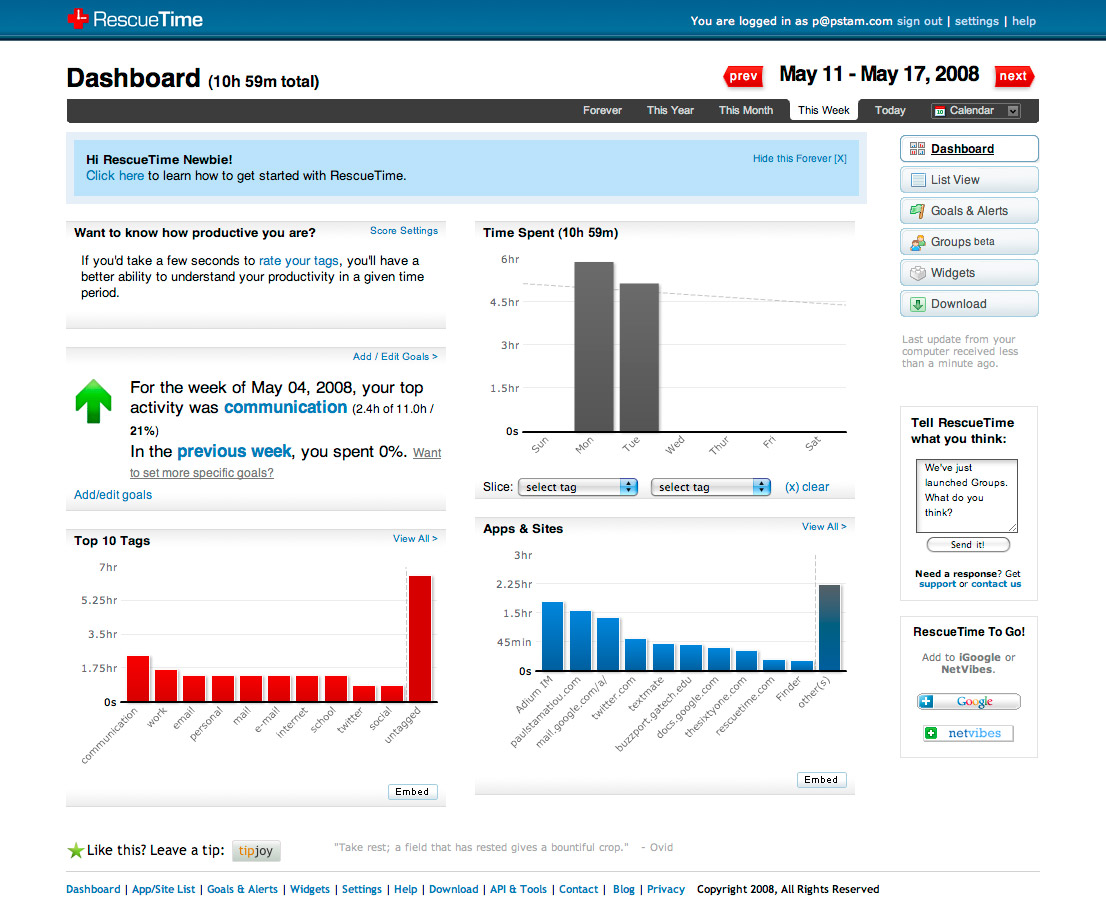 RescueTime
You are logged in as p@pstam.com sign out | settings | help
Dashboard (10h 59m total)
prev May 11 - May 17, 2008 next
Forever This Year This Month This Week Today Calendar
Hi RescueTime Newbie!
Hide this Forever [X]
Click here to learn how to get started with RescueTime.
Dashboard
List View
Goals & Alerts
Groups beta
Widgets
Download
Last update from your
computer received less
than a minute ago.
Want to know how productive you are? Score Settings
If you'd take a few seconds to rate your tags, you'll have a
better ability to understand your productivity in a given time
period.
Add / Edit Goals >
For the week of May 04, 2008, your top
activity was communication (2.4h of 11.0h /
21%)
In the previous week, you spent 0%. Want
to set more specific goals?
Add/edit goals
Time Spent (10h 59m)
6hr
4.5hr
3hr
1.5hr
0s
Sun Mon Tue Wed Thur Fri Sat
Slice: select tag select tag (x) clear
Top 10 Tags View All >
7hr
5.25hr
3.5hr
1.75hr
0s
communication work email personal mail e-mail internet school twitter social untagged
Embed
Apps & Sites View All >
3hr
2.25hr
1.5hr
45min
0s
Adium IM paulstamatiou.com mail.google.com/a/ twitter.com textmate buzzport.gatech.edu docs.google.com thesixtyone.com rescuetime.com Finder other(s)
Embed
Tell RescueTime
what you think:
We've just
launched Groups.
What do you
think?
Send it!
Need a response? Get
support or contact us
RescueTime To Go!
Add to iGoogle or
NetVibes.
Google
netvibes
Like this? Leave a tip: tipjoy
"Take rest; a field that has rested gives a bountiful crop." - Ovid
Dashboard | App/Site List | Goals & Alerts | Widgets | Settings | Help | Download | API & Tools | Contact | Blog | Privacy Copyright 2008, All Rights Reserved